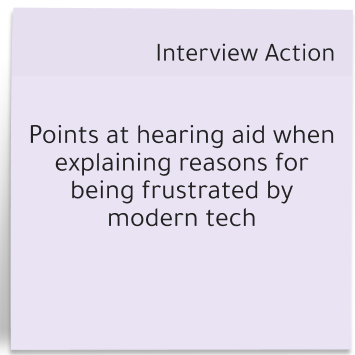 Interview Action
Points at hearing aid when
explaining reasons for
being frustrated by
modern tech